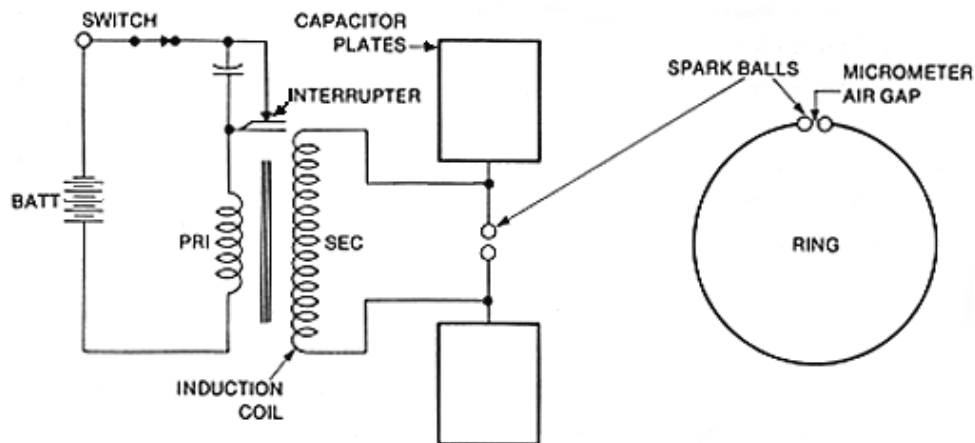 SWITCH
CAPACITOR
PLATES
SPARK BALLS
MICROMETER
AIR GAP
INTERRUPTER
BATT
PRI
SEC
RING
INDUCTION
COIL